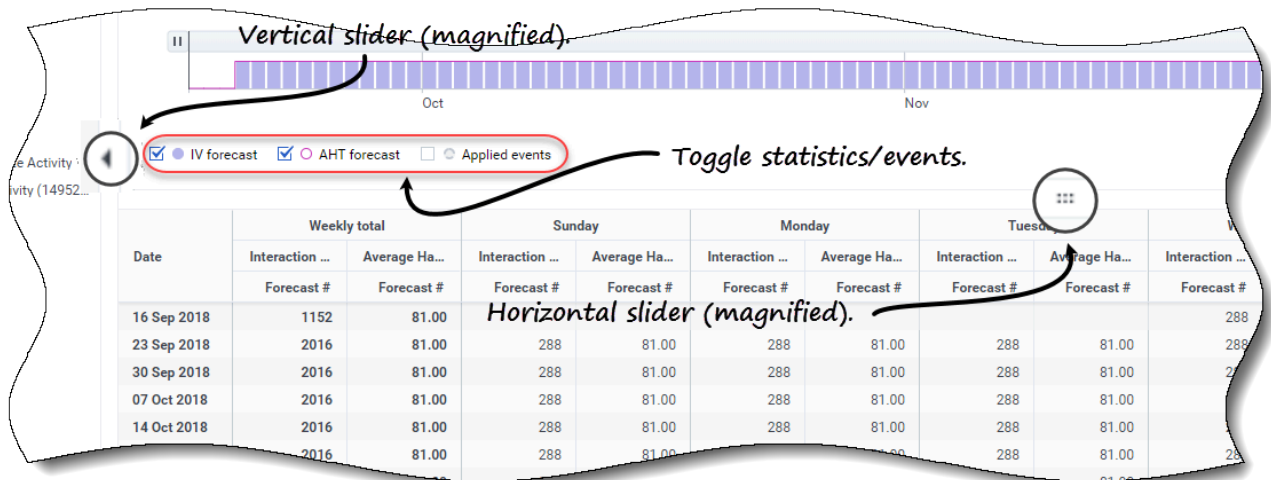 Vertical slider (magnified).
Oct Nov
IV forecast AHT forecast Applied events
Toggle statistics/events.
Activity
(14952...
Weekly total Sunday Monday
Date Interaction ... Average Ha... Interaction ... Average Ha... Interaction ... Average Ha... Interaction ... Average Ha... Interaction ...
Forecast # Forecast # Forecast # Forecast # Forecast # Forecast # Forecast # Forecast # Forecast #
Horizontal slider (magnified).
16 Sep 2018 1152 81.00 288
23 Sep 2018 2016 81.00 288 81.00 288 81.00 288 81.00 288
30 Sep 2018 2016 81.00 288 81.00 288 81.00 288 81.00
07 Oct 2018 2016 81.00 288 81.00 288 81.00 288 81.00
14 Oct 2018 2016 81.00 288 81.00 288 81.00 288 81.00
2016 81.00 288 81.00 288 288 81.00 28